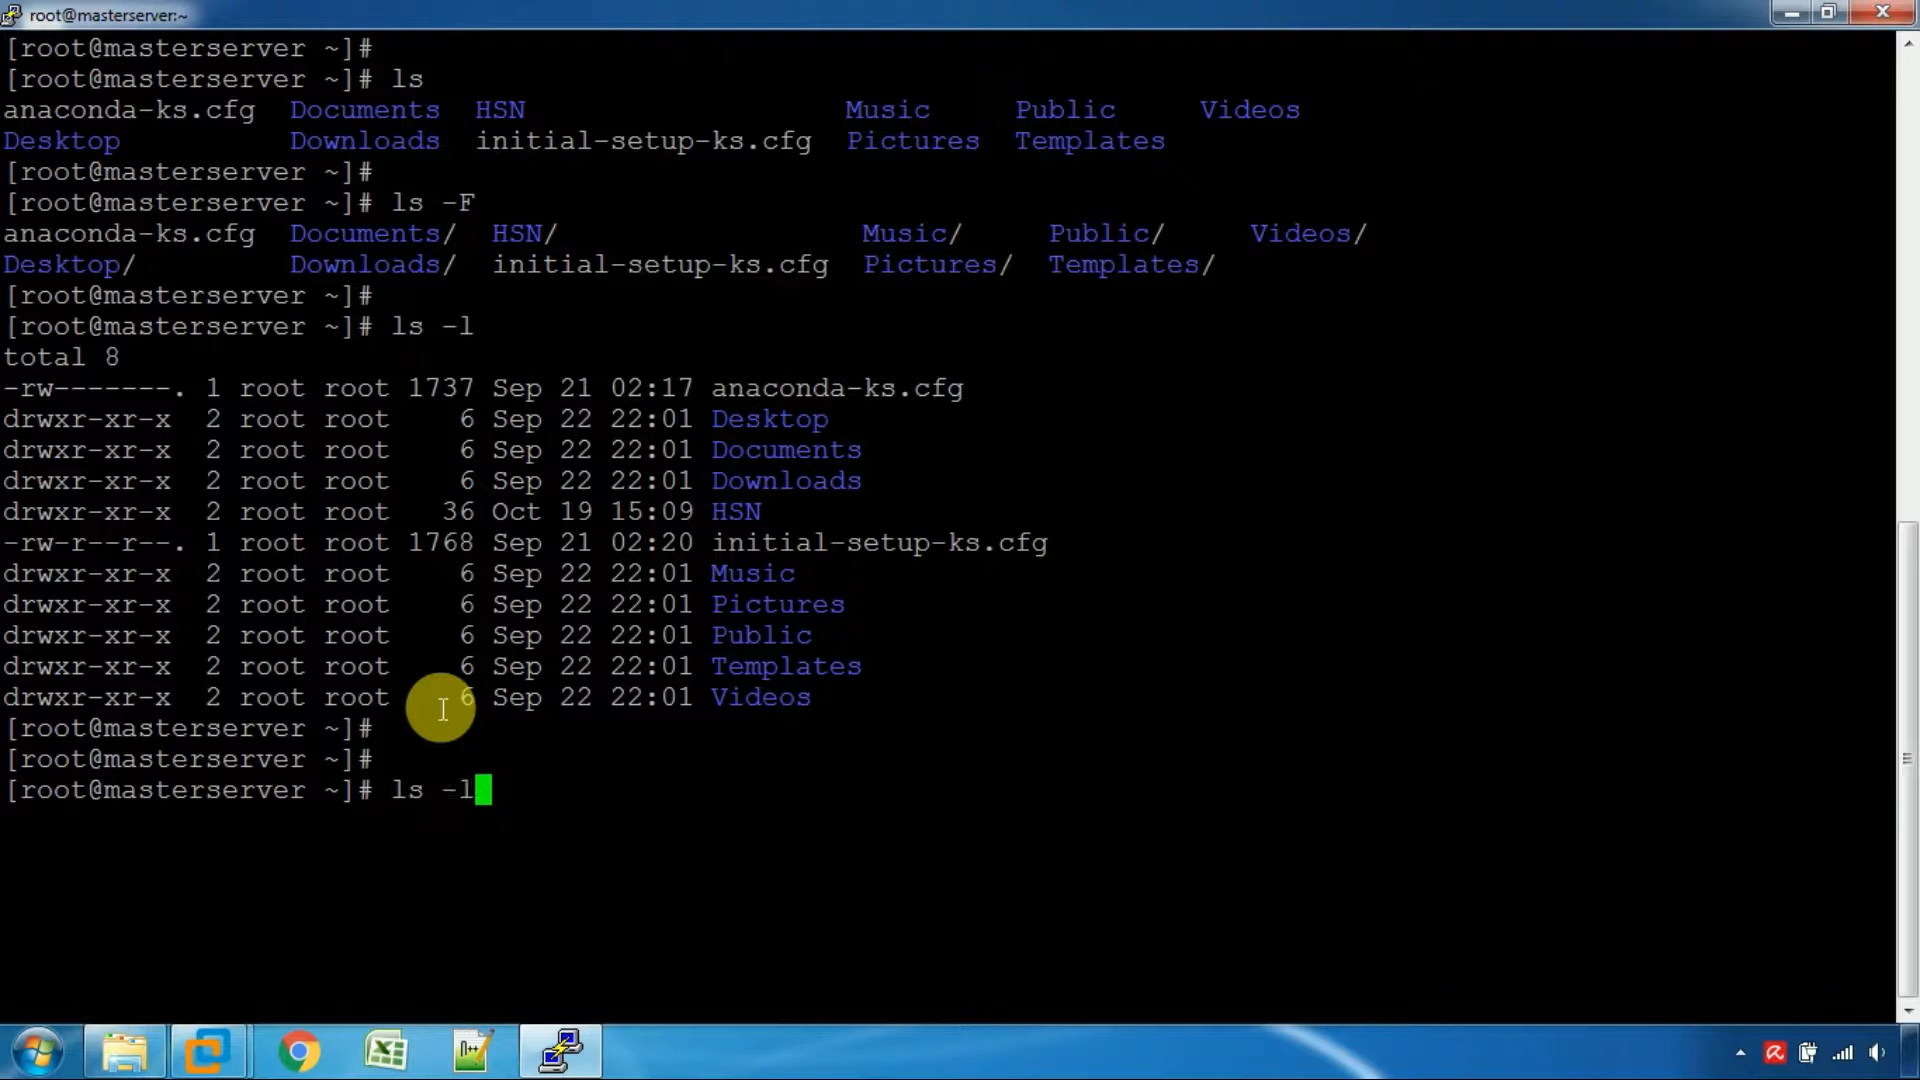 root@masterserver:~
[root@masterserver ~]#
[root@masterserver ~]# ls
anaconda-ks.cfg  Documents  HSN                   Music     Public     Videos
Desktop          Downloads  initial-setup-ks.cfg  Pictures  Templates
[root@masterserver ~]#
[root@masterserver ~]# ls -F
anaconda-ks.cfg  Documents/  HSN/                  Music/     Public/     Videos/
Desktop/         Downloads/  initial-setup-ks.cfg  Pictures/  Templates/
[root@masterserver ~]#
[root@masterserver ~]# ls -l
total 8
-rw-------. 1 root root 1737 Sep 21 02:17 anaconda-ks.cfg
drwxr-xr-x  2 root root    6 Sep 22 22:01 Desktop
drwxr-xr-x  2 root root    6 Sep 22 22:01 Documents
drwxr-xr-x  2 root root    6 Sep 22 22:01 Downloads
drwxr-xr-x  2 root root   36 Oct 19 15:09 HSN
-rw-r--r--. 1 root root 1768 Sep 21 02:20 initial-setup-ks.cfg
drwxr-xr-x  2 root root    6 Sep 22 22:01 Music
drwxr-xr-x  2 root root    6 Sep 22 22:01 Pictures
drwxr-xr-x  2 root root    6 Sep 22 22:01 Public
drwxr-xr-x  2 root root    6 Sep 22 22:01 Templates
drwxr-xr-x  2 root root    6 Sep 22 22:01 Videos
[root@masterserver ~]#
[root@masterserver ~]#
[root@masterserver ~]# ls -l